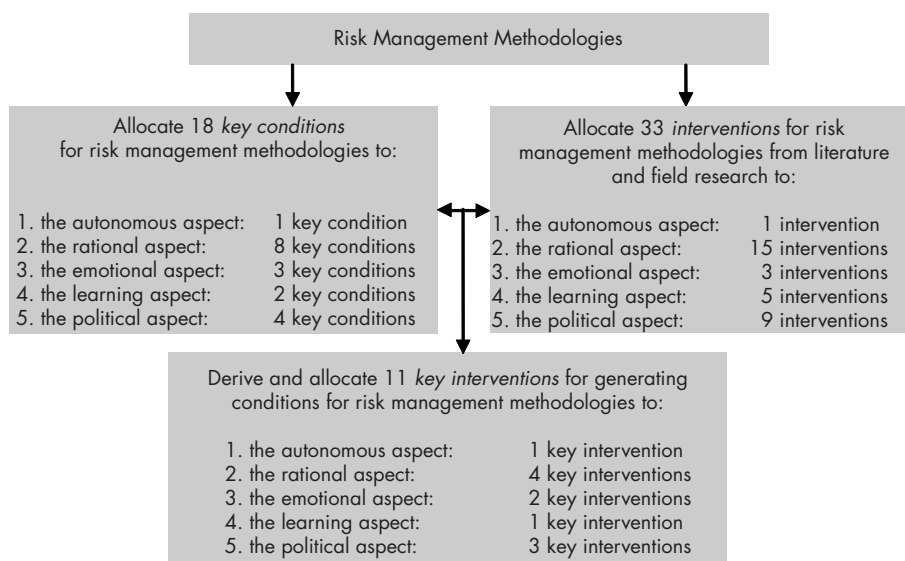 Risk Management Methodologies
Allocate 18 key conditions
for risk management methodologies to:
1. the autonomous aspect: 1 key condition
2. the rational aspect: 8 key conditions
3. the emotional aspect: 3 key conditions
4. the learning aspect: 2 key conditions
5. the political aspect: 4 key conditions
Allocate 33 interventions for risk
management methodologies from literature
and field research to:
1. the autonomous aspect: 1 intervention
2. the rational aspect: 15 interventions
3. the emotional aspect: 3 interventions
4. the learning aspect: 5 interventions
5. the political aspect: 9 interventions
Derive and allocate 11 key interventions for generating
conditions for risk management methodologies to:
1. the autonomous aspect: 1 key intervention
2. the rational aspect: 4 key interventions
3. the emotional aspect: 2 key interventions
4. the learning aspect: 1 key intervention
5. the political aspect: 3 key interventions